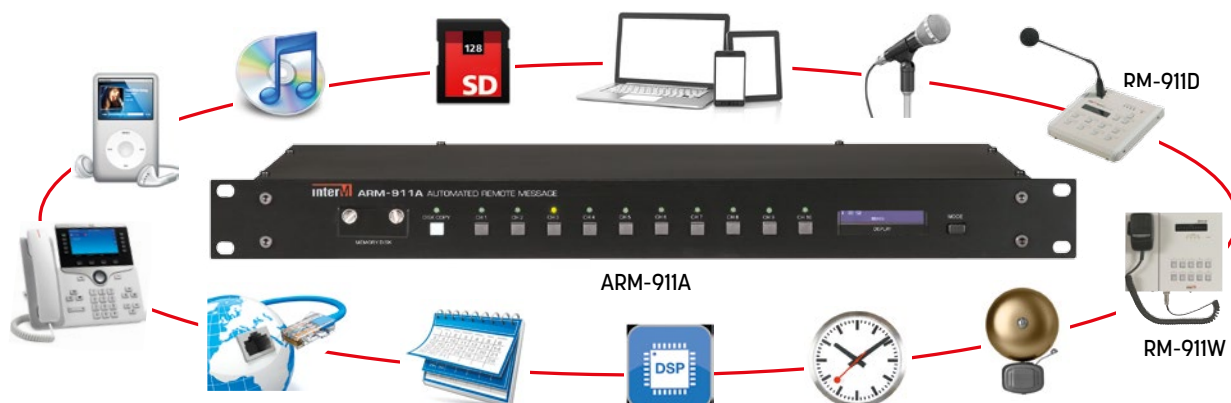 128
SD
RM-911D
interM ARM-911A AUTOMATED REMOTE MESSAGE
DISK COPY CH 1 CH 2 CH 3 CH 4 CH 5 CH 6 CH 7 CH 8 CH 9 CH 10
MODE
MEMORY DISK
DISPLAY
ARM-911A
RM-911W
DSP